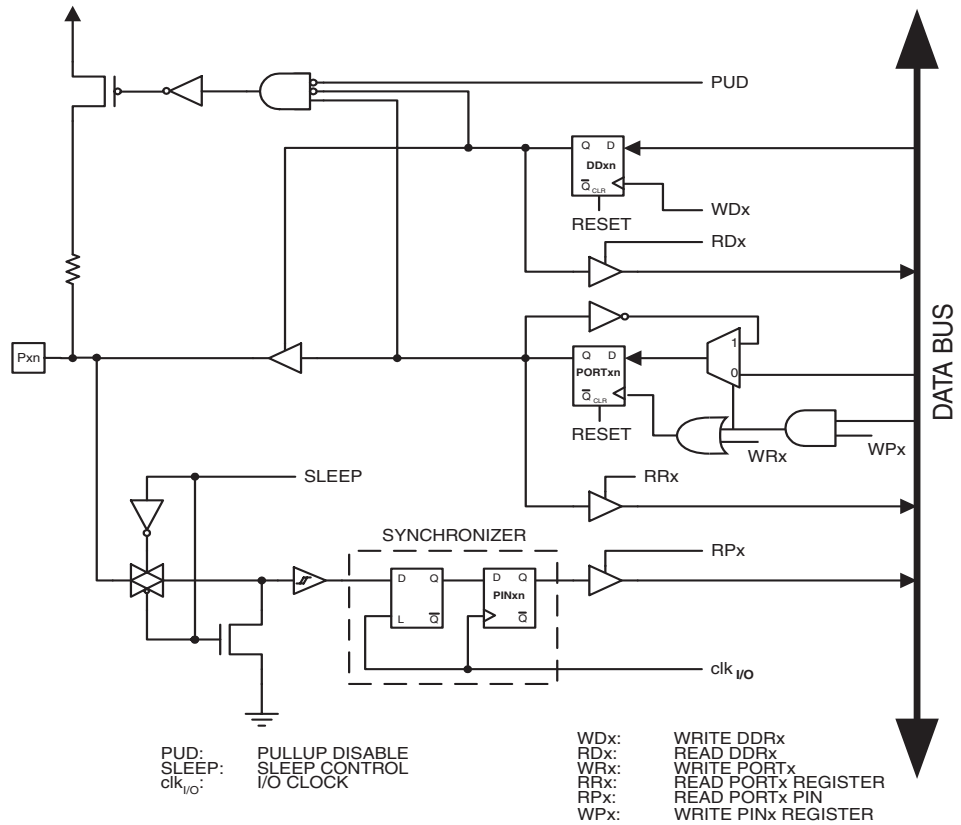 PUD
Q D
DDxn
Q CLR
WDx
RESET
RDx
1
Pxn
Q D
PORTxn
0
Q CLR
RESET
WRx
WPx
DATA BUS
SLEEP
RRx
SYNCHRONIZER
RPx
D Q
L Q
D Q
PINxn
Q
clk I/O
PUD: PULLUP DISABLE
SLEEP: SLEEP CONTROL
clk I/O: I/O CLOCK
WDx: WRITE DDRx
RDx: READ DDRx
WRx: WRITE PORTx
RRx: READ PORTx REGISTER
RPx: READ PORTx PIN
WPx: WRITE PINx REGISTER